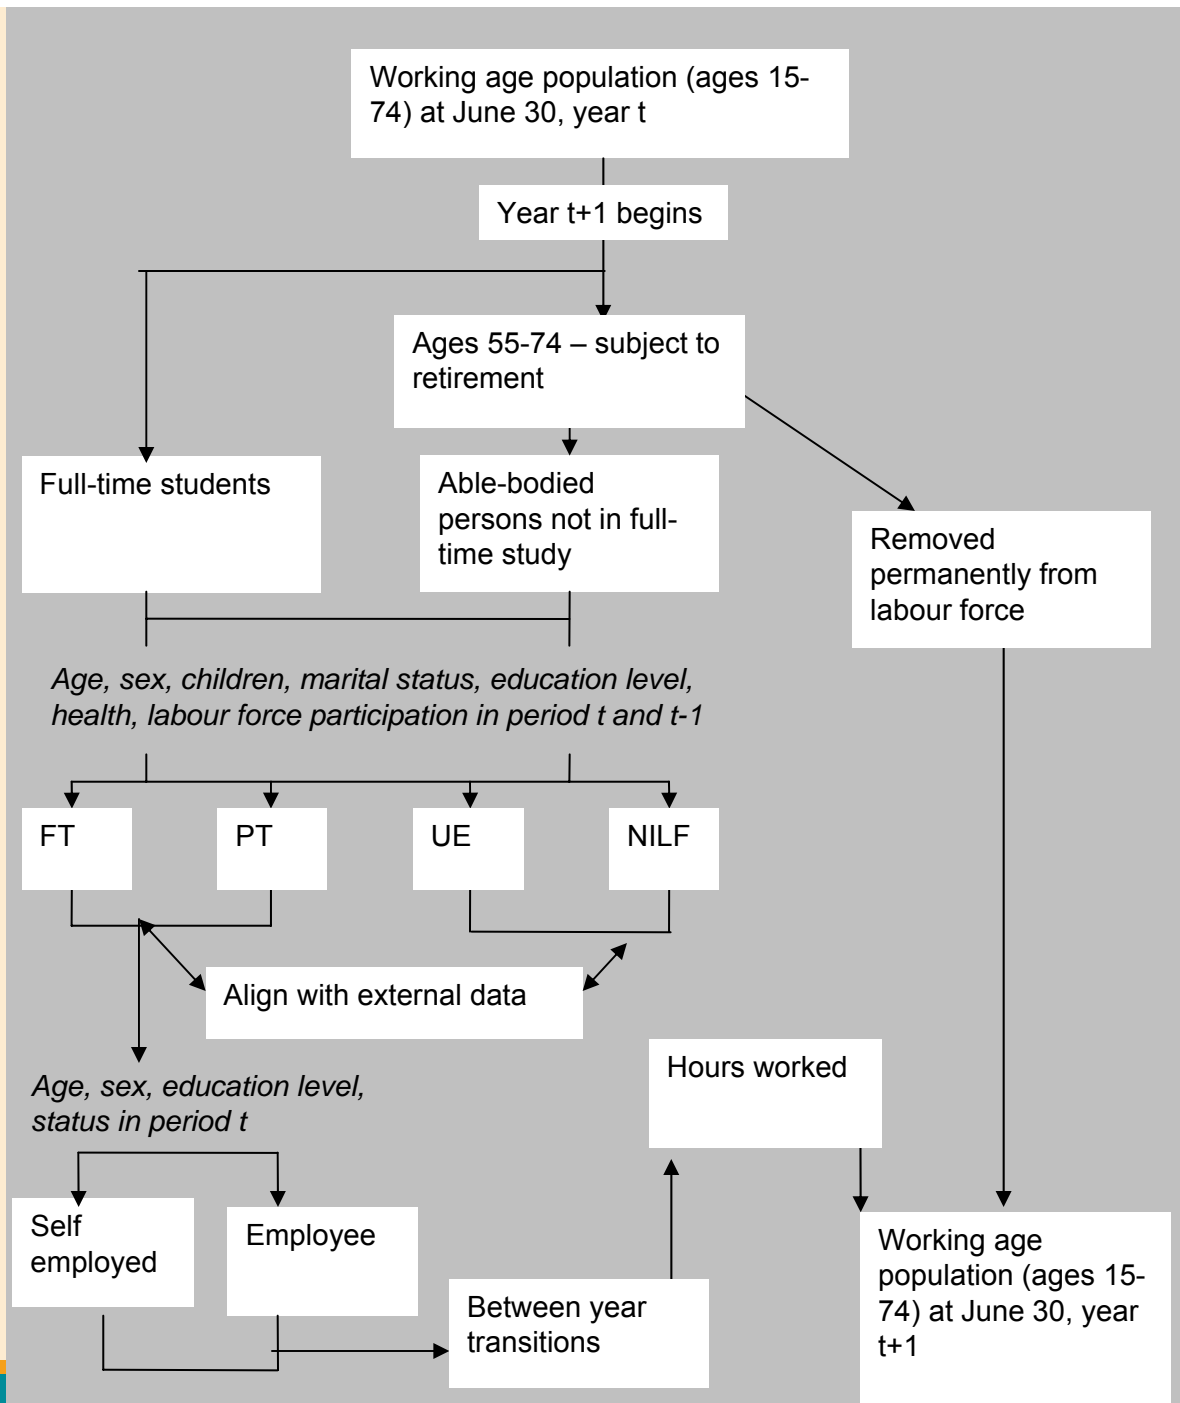 Working age population (ages 15-
74) at June 30, year t
Year t+1 begins
Ages 55-74 – subject to
retirement
Full-time students
Able-bodied
persons not in full-
time study
Removed
permanently from
labour force
Age, sex, children, marital status, education level,
health, labour force participation in period t and t-1
FT
PT
UE
NILF
Align with external data
Age, sex, education level,
status in period t
Hours worked
Self
employed
Employee
Between year
transitions
Working age
population (ages 15-
74) at June 30, year
t+1